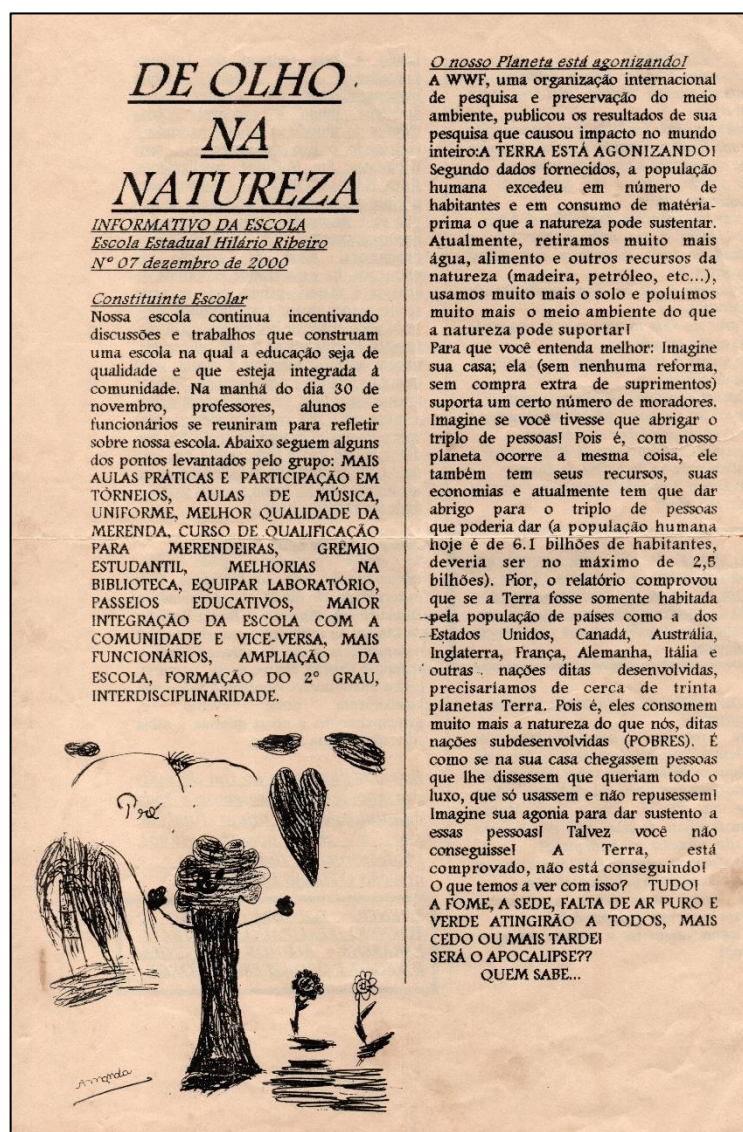 DE OLHO
NA
NATUREZA
INFORMATIVO DA ESCOLA
Escola Estadual Hilário Ribeiro
Nº 07 dezembro de 2000
Constituinte Escolar
Nossa escola continua incentivando
discussões e trabalhos que construam
uma escola na qual a educação seja de
qualidade e que esteja integrada à
comunidade. Na manhã do dia 30 de
novembro, professores, alunos e
funcionários se reuniram para refletir
sobre nossa escola. Abaixo seguem alguns
dos pontos levantados pelo grupo: MAIS
AULAS PRÁTICAS E PARTICIPAÇÃO EM
TORNEIOS, AULAS DE MÚSICA,
UNIFORME, MELHOR QUALIDADE DA
MERENDA, CURSO DE QUALIFICAÇÃO
PARA MERENDEIRAS, GRÊMIO
ESTUDANTIL, MELHORIAS NA
BIBLIOTECA, EQUIPAR LABORATÓRIO,
PASSEIOS EDUCATIVOS, MAIOR
INTEGRAÇÃO DA ESCOLA COM A
COMUNIDADE E VICE-VERSA, MAIS
FUNCIONÁRIOS, AMPLIAÇÃO DA
ESCOLA, FORMAÇÃO DO 2º GRAU,
INTERDISCIPLINARIDADE.
Pré
Amanda
O nosso Planeta está agonizando!
A WWF, uma organização internacional
de pesquisa e preservação do meio
ambiente, publicou os resultados de sua
pesquisa que causou impacto no mundo
inteiro:A TERRA ESTÁ AGONIZANDO!
Segundo dados fornecidos, a população
humana excedeu em número de
habitantes e em consumo de matéria-
prima o que a natureza pode sustentar.
Atualmente, retiramos muito mais
água, alimento e outros recursos da
natureza (madeira, petróleo, etc...),
usamos muito mais o solo e poluímos
muito mais o meio ambiente do que
a natureza pode suportar!
Para que você entenda melhor: Imagine
sua casa; ela (sem nenhuma reforma,
sem compra extra de suprimentos)
suporta um certo número de moradores.
Imagine se você tivesse que abrigar o
triplo de pessoas! Pois é, com nosso
planeta ocorre a mesma coisa, ele
também tem seus recursos, suas
economias e atualmente tem que dar
abrigo para o triplo de pessoas
que poderia dar (a população humana
hoje é de 6.1 bilhões de habitantes,
deveria ser no máximo de 2,5
bilhões). Pior, o relatório comprovou
que se a Terra fosse somente habitada
pela população de países como a dos
Estados Unidos, Canadá, Austrália,
Inglaterra, França, Alemanha, Itália e
outras nações ditas desenvolvidas,
precisaríamos de cerca de trinta
planetas Terra. Pois é, eles consomem
muito mais a natureza do que nós, ditas
nações subdesenvolvidas (POBRES). É
como se na sua casa chegassem pessoas
que lhe dissessem que queriam todo o
luxo, que só usassem e não repusessem!
Imagine sua agonia para dar sustento a
essas pessoas! Talvez você não
conseguisse! A Terra, está
comprovado, não está conseguindo!
O que temos a ver com isso? TUDO!
A FOME, A SEDE, FALTA DE AR PURO E
VERDE ATINGIRÃO A TODOS, MAIS
CEDO OU MAIS TARDE!
SERÁ O APOCALIPSE??
QUEM SABE...